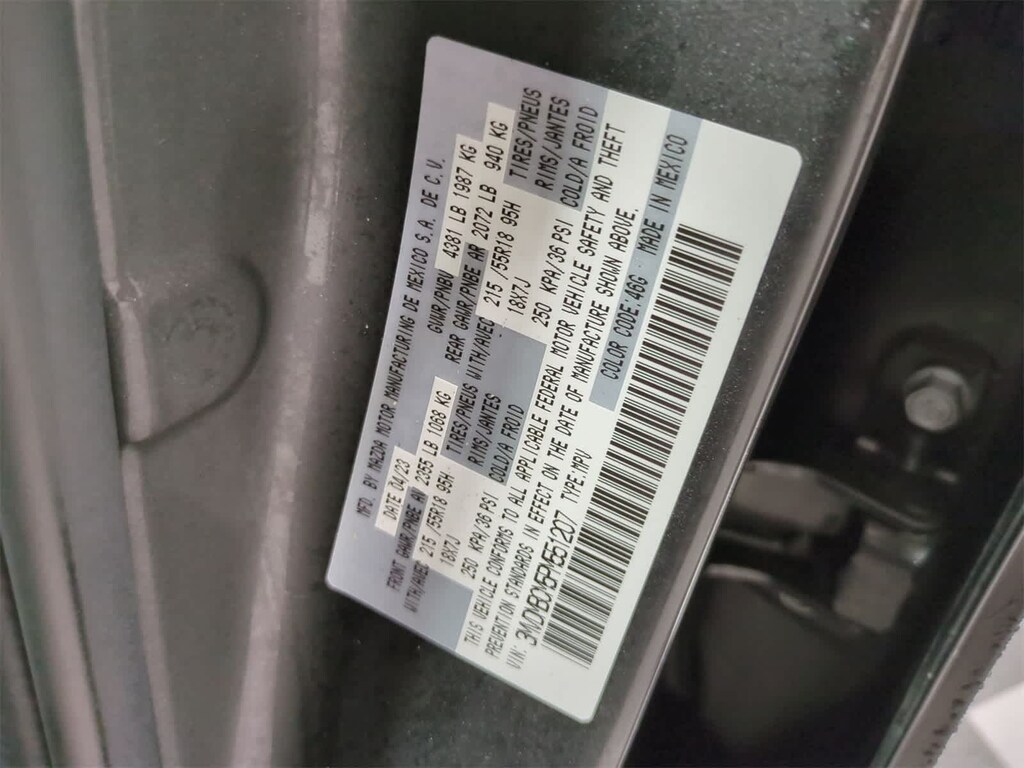 MFD. BY MAZDA MOTOR MANUFACTURING DE MEXICO S.A. DE C.V.
DATE 04/23 GVWR/PNBV 4381 LB 1987 KG
FRONT GAWR/PNBE AV 2355 LB 1068 KG REAR GAWR/PNBE AR 2072 LB 940 KG
WITH/AVEC 215 /55R18 95H TIRES/PNEUS WITH/AVEC 215 /55R18 95H TIRES/PNEUS
18X7J RIMS/JANTES 18X7J RIMS/JANTES
250 KPA/36 PSI COLD/A FROID 250 KPA/36 PSI COLD/A FROID
THIS VEHICLE CONFORMS TO ALL APPLICABLE FEDERAL MOTOR VEHICLE SAFETY AND THEFT
PREVENTION STANDARDS IN EFFECT ON THE DATE OF MANUFACTURE SHOWN ABOVE.
VIN: TYPE:MPV COLOR CODE:46G MADE IN MEXICO